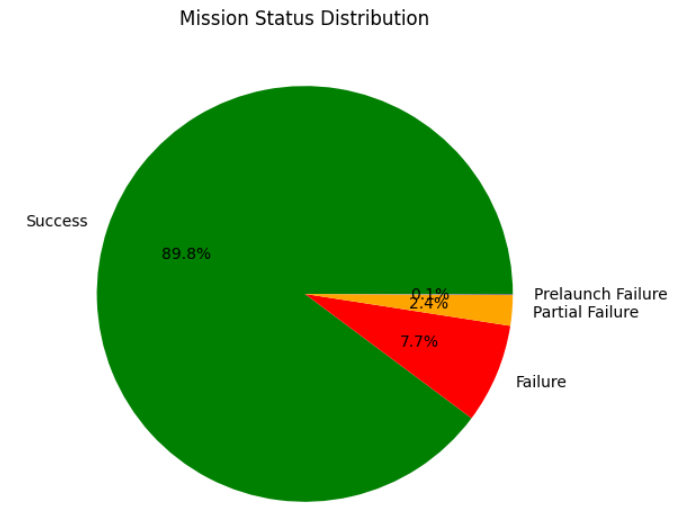 Mission Status Distribution
Success
89.8%
0.1%
Prelaunch Failure
2.4%
Partial Failure
7.7%
Failure